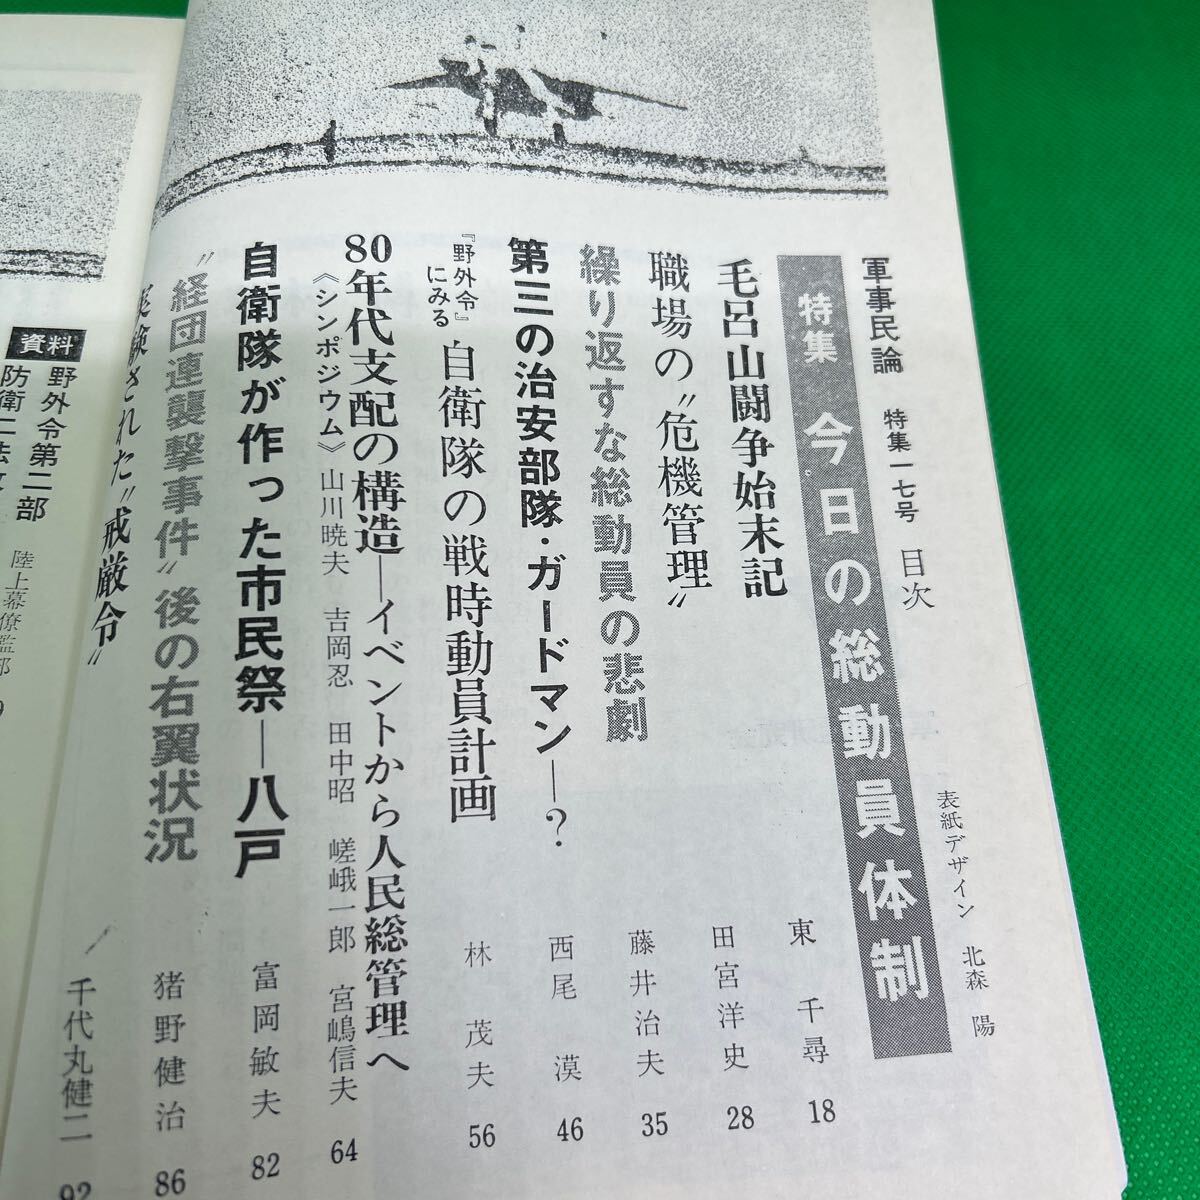 軍事民論 特集一七号 目次
表紙デザイン 北森 陽
特集 今日の総動員体制
毛呂山闘争始末記 東 千尋 18
職場の〝危機管理〟 田宮洋史 28
繰り返すな総動員の悲劇 藤井治夫 35
第三の治安部隊・ガードマン―? 西尾 漠 46
『野外令』にみる 自衛隊の戦時動員計画 林 茂夫 56
80年代支配の構造―イベントから人民総管理へ 64
《シンポジウム》山川暁夫 吉岡忍 田中昭 嵯峨一郎 宮嶋信夫
自衛隊が作った市民祭―八戸 富岡敏夫 82
〝経団連襲撃事件〟後の右翼状況 猪野健治 86
実験された〝戒厳令〟 千代丸健二 92
資料 野外令第二部 陸上幕僚監部
防衛二法